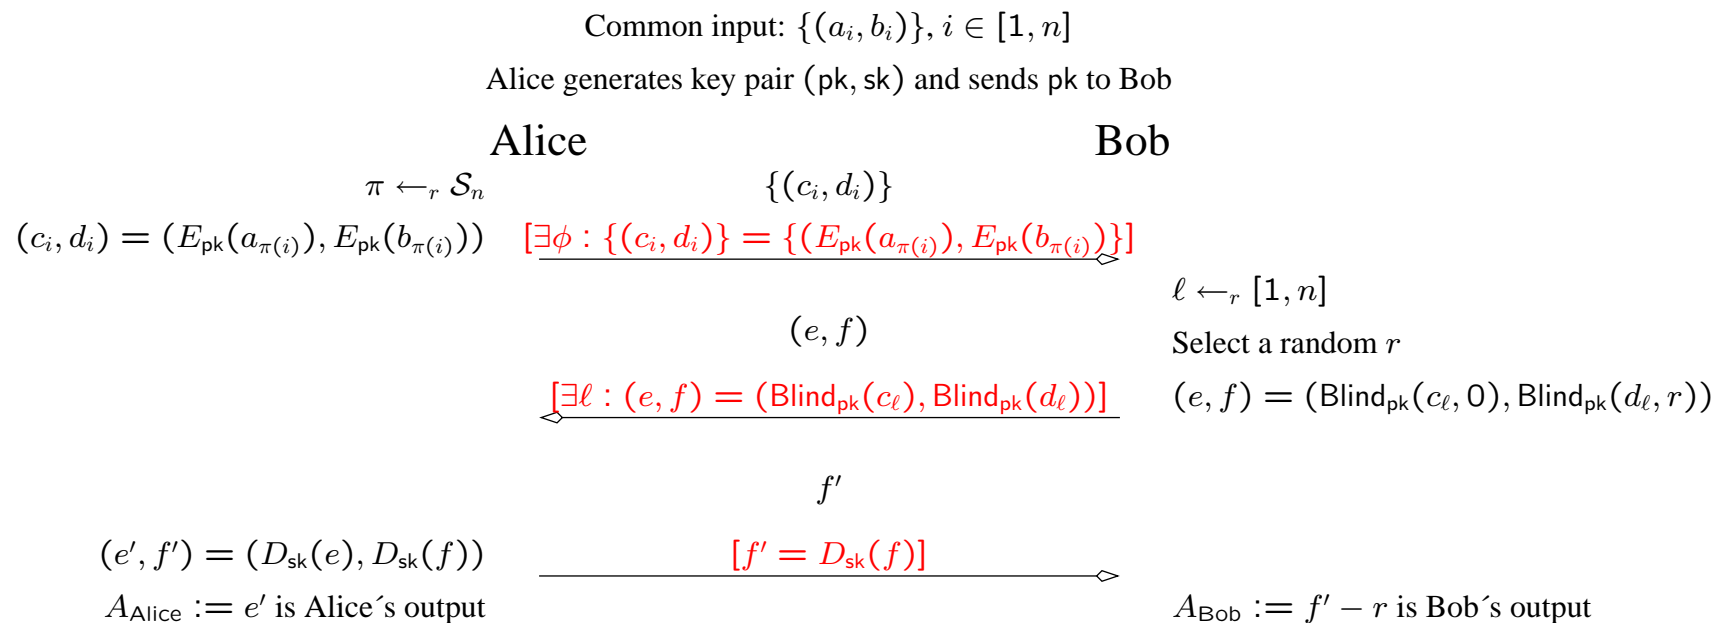 Common input: {(a_i, b_i)}, i ∈ [1, n]
Alice generates key pair (pk, sk) and sends pk to Bob
Alice Bob
π ←_r S_n {(c_i, d_i)}
(c_i, d_i) = (E_pk(a_π(i)), E_pk(b_π(i))) [∃φ : {(c_i, d_i)} = {(E_pk(a_π(i)), E_pk(b_π(i))}]
ℓ ←_r [1, n]
(e, f) Select a random r
[∃ℓ : (e, f) = (Blind_pk(c_ℓ), Blind_pk(d_ℓ))] (e, f) = (Blind_pk(c_ℓ, 0), Blind_pk(d_ℓ, r))
f′
(e′, f′) = (D_sk(e), D_sk(f)) [f′ = D_sk(f)]
A_Alice := e′ is Alice´s output A_Bob := f′ − r is Bob´s output